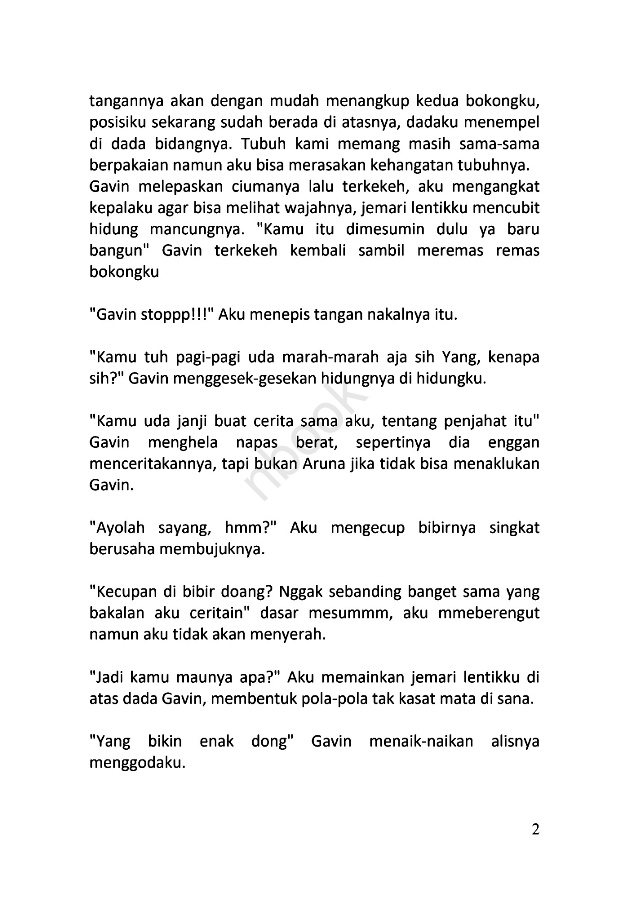 tangannya akan dengan mudah menangkup kedua bokongku,
posisiku sekarang sudah berada di atasnya, dadaku menempel
di dada bidangnya. Tubuh kami memang masih sama-sama
berpakaian namun aku bisa merasakan kehangatan tubuhnya.
Gavin melepaskan ciumanya lalu terkekeh, aku mengangkat
kepalaku agar bisa melihat wajahnya, jemari lentikku mencubit
hidung mancungnya. "Kamu itu dimesumin dulu ya baru
bangun" Gavin terkekeh kembali sambil meremas remas
bokongku
"Gavin stoppp!!!" Aku menepis tangan nakalnya itu.
"Kamu tuh pagi-pagi uda marah-marah aja sih Yang, kenapa
sih?" Gavin menggesek-gesekan hidungnya di hidungku.
"Kamu uda janji buat cerita sama aku, tentang penjahat itu"
Gavin menghela napas berat, sepertinya dia enggan
menceritakannya, tapi bukan Aruna jika tidak bisa menaklukan
Gavin.
"Ayolah sayang, hmm?" Aku mengecup bibirnya singkat
berusaha membujuknya.
"Kecupan di bibir doang? Nggak sebanding banget sama yang
bakalan aku ceritain" dasar mesummm, aku mmeberengut
namun aku tidak akan menyerah.
"Jadi kamu maunya apa?" Aku memainkan jemari lentikku di
atas dada Gavin, membentuk pola-pola tak kasat mata di sana.
"Yang bikin enak dong" Gavin menaik-naikan alisnya
menggodaku.
nbook
2